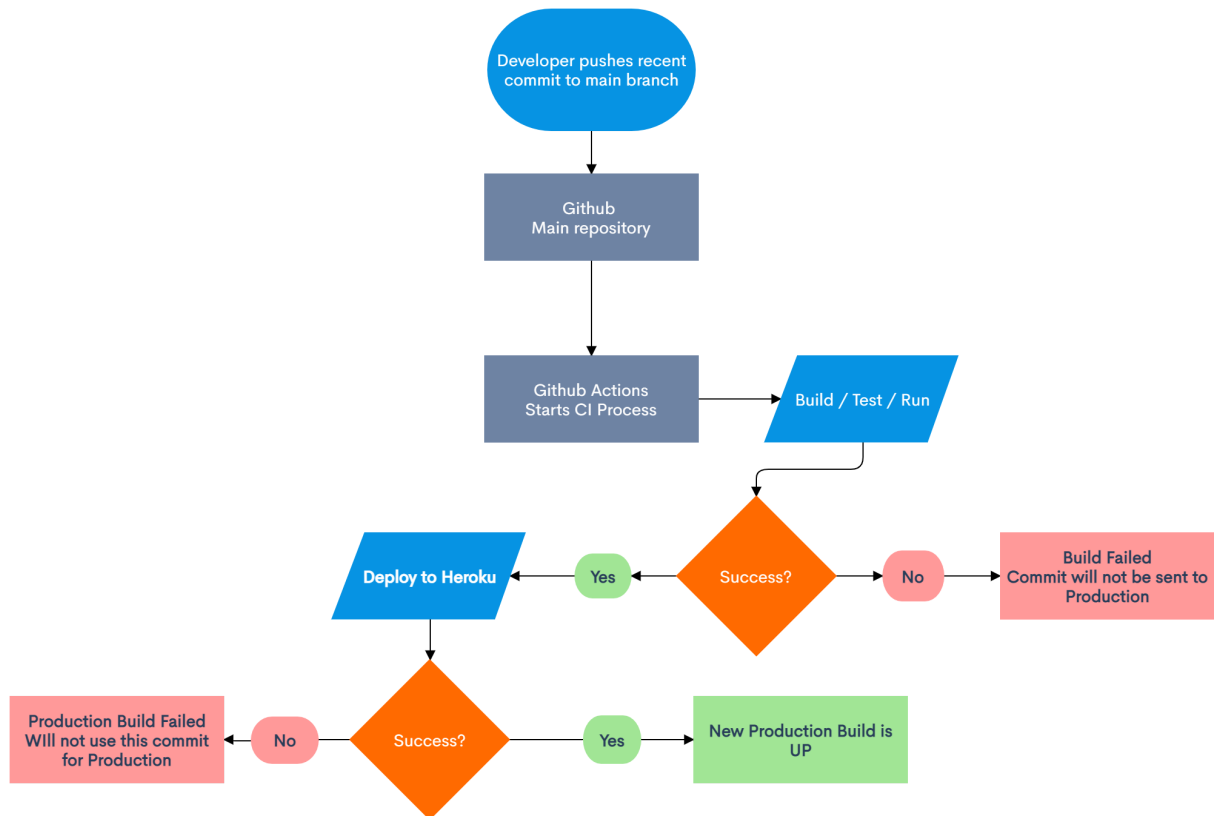 Developer pushes recent
commit to main branch
Github
Main repository
Github Actions
Starts CI Process
Build / Test / Run
Deploy to Heroku
Yes
Success?
No
Build Failed
Commit will not be sent to
Production
Production Build Failed
WIll not use this commit
for Production
No
Success?
Yes
New Production Build is
UP